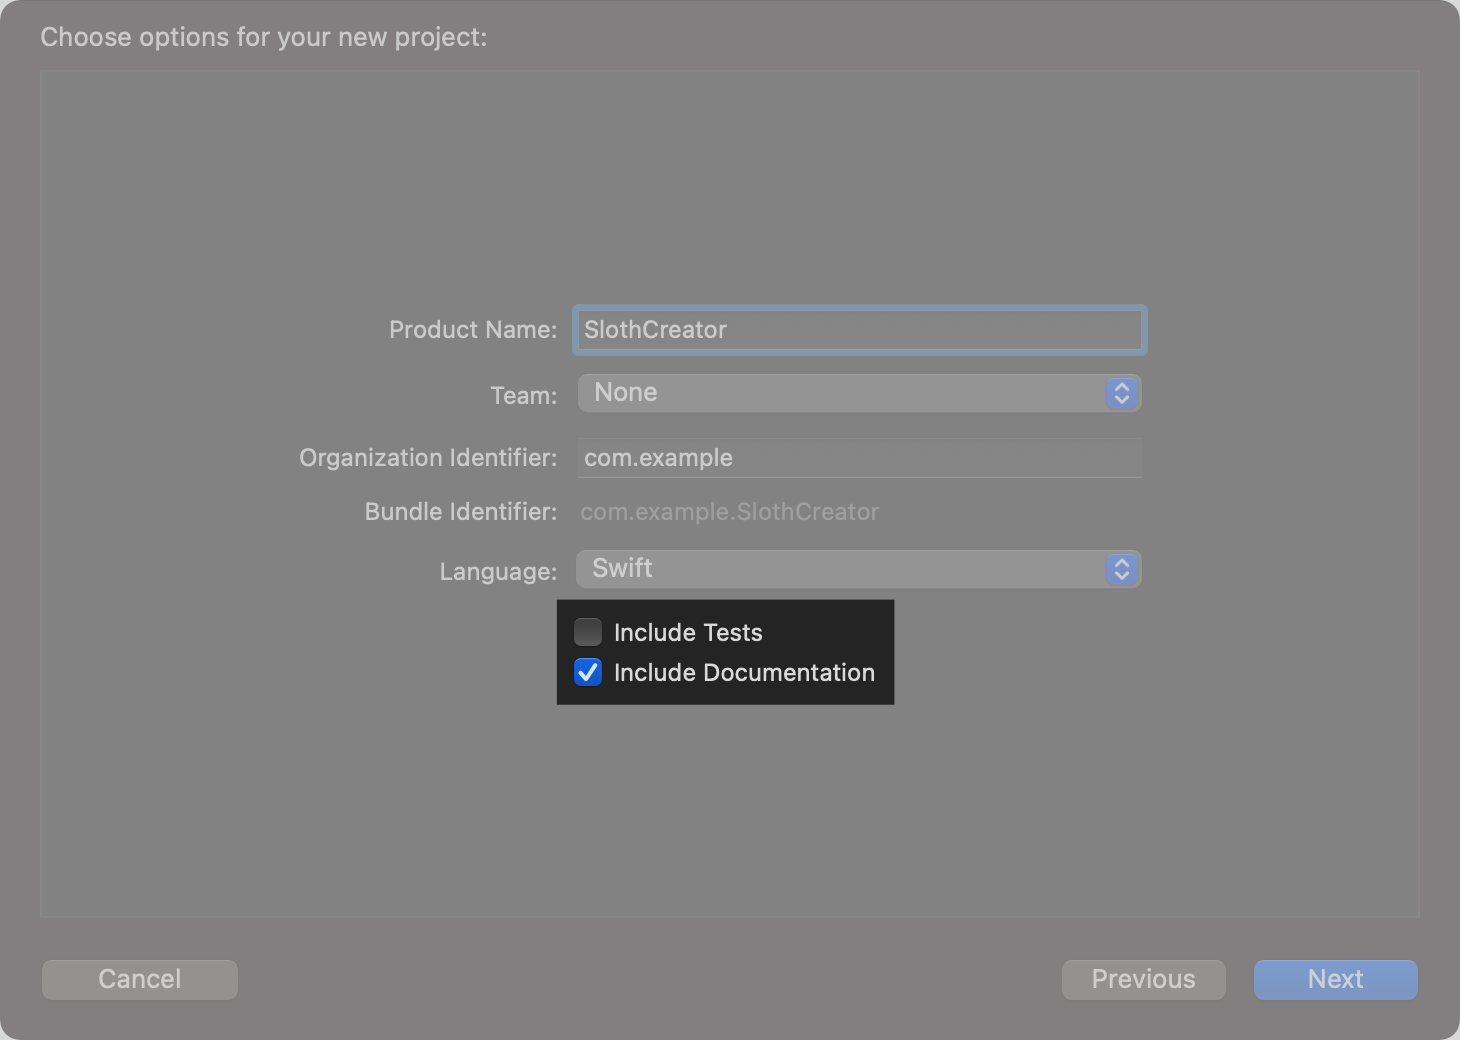 Choose options for your new project:
Product Name: SlothCreator
Team: None
Organization Identifier: com.example
Bundle Identifier: com.example.SlothCreator
Language: Swift
Include Tests
Include Documentation
Cancel Previous Next